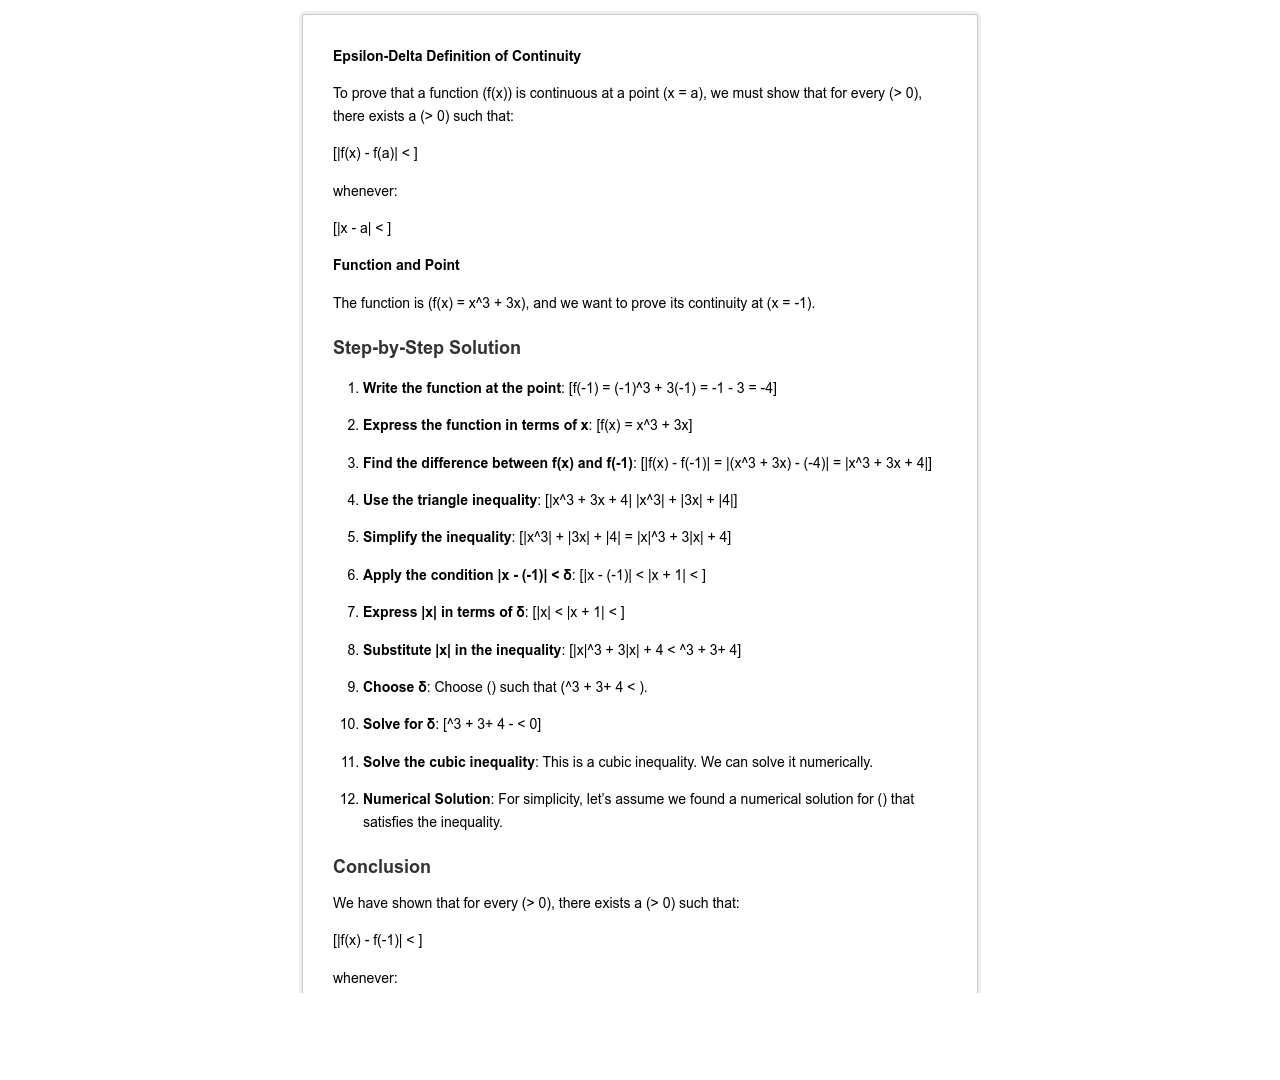 Epsilon-Delta Definition of Continuity
To prove that a function (f(x)) is continuous at a point (x = a), we must show that for every (> 0),
there exists a (> 0) such that:
[|f(x) - f(a)| < ]
whenever:
[|x - a| < ]
Function and Point
The function is (f(x) = x^3 + 3x), and we want to prove its continuity at (x = -1).
Step-by-Step Solution
1. Write the function at the point: [f(-1) = (-1)^3 + 3(-1) = -1 - 3 = -4]
2. Express the function in terms of x: [f(x) = x^3 + 3x]
3. Find the difference between f(x) and f(-1): [|f(x) - f(-1)| = |(x^3 + 3x) - (-4)| = |x^3 + 3x + 4|]
4. Use the triangle inequality: [|x^3 + 3x + 4| |x^3| + |3x| + |4|]
5. Simplify the inequality: [|x^3| + |3x| + |4| = |x|^3 + 3|x| + 4]
6. Apply the condition |x - (-1)| < δ: [|x - (-1)| < |x + 1| < ]
7. Express |x| in terms of δ: [|x| < |x + 1| < ]
8. Substitute |x| in the inequality: [|x|^3 + 3|x| + 4 < ^3 + 3+ 4]
9. Choose δ: Choose () such that (^3 + 3+ 4 < ).
10. Solve for δ: [^3 + 3+ 4 - < 0]
11. Solve the cubic inequality: This is a cubic inequality. We can solve it numerically.
12. Numerical Solution: For simplicity, let's assume we found a numerical solution for () that
satisfies the inequality.
Conclusion
We have shown that for every (> 0), there exists a (> 0) such that:
[|f(x) - f(-1)| < ]
whenever: